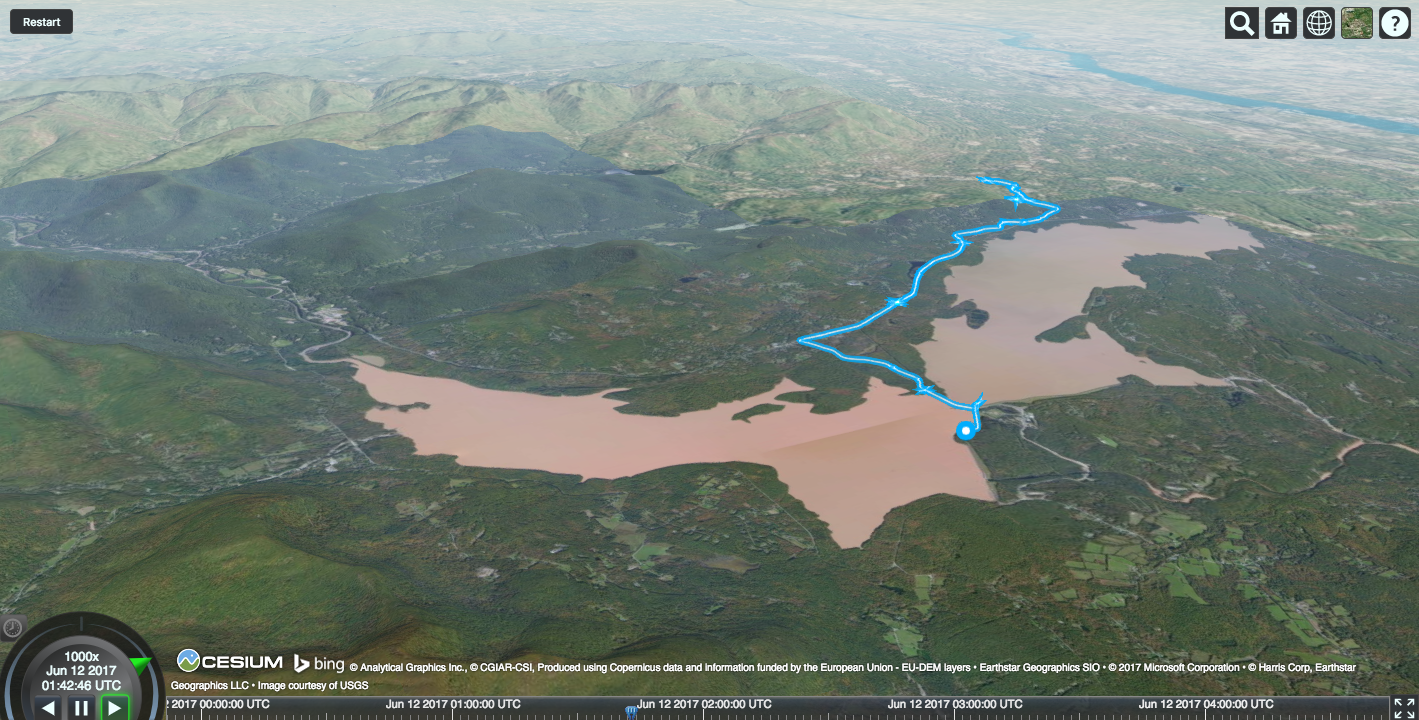 Restart
?
1000x
Jun 12 2017
01:42:46 UTC
CESIUM bing © Analytical Graphics Inc., © CGIAR-CSI, Produced using Copernicus data and information funded by the European Union - EU-DEM layers • Earthstar Geographics SIO • © 2017 Microsoft Corporation • © Harris Corp, Earthstar
Geographics LLC • Image courtesy of USGS
2 2017 00:00:00 UTC Jun 12 2017 01:00:00 UTC Jun 12 2017 02:00:00 UTC Jun 12 2017 03:00:00 UTC Jun 12 2017 04:00:00 UTC